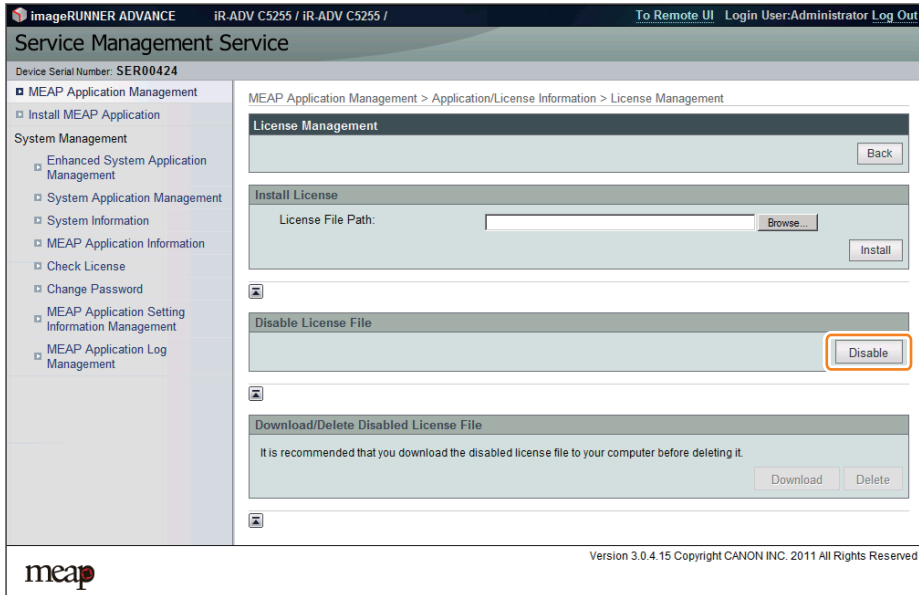 imageRUNNER ADVANCE iR-ADV C5255 / iR-ADV C5255 / To Remote UI Login User:Administrator Log Out
Service Management Service
Device Serial Number: SER00424
MEAP Application Management
Install MEAP Application
System Management
Enhanced System Application
Management
System Application Management
System Information
MEAP Application Information
Check License
Change Password
MEAP Application Setting
Information Management
MEAP Application Log
Management
MEAP Application Management > Application/License Information > License Management
License Management
Back
Install License
License File Path: Browse...
Install
Disable License File
Disable
Download/Delete Disabled License File
It is recommended that you download the disabled license file to your computer before deleting it.
Download Delete
Version 3.0.4.15 Copyright CANON INC. 2011 All Rights Reserved
meap